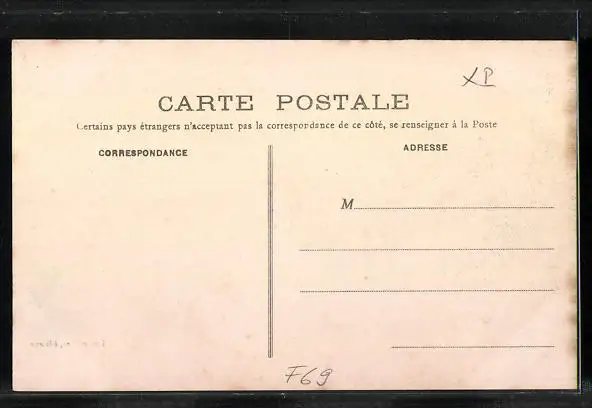 XP
CARTE POSTALE
Certains pays étrangers n'acceptent pas la correspondance de ce côté, se renseigner à la Poste
CORRESPONDANCE
ADRESSE
M
F69